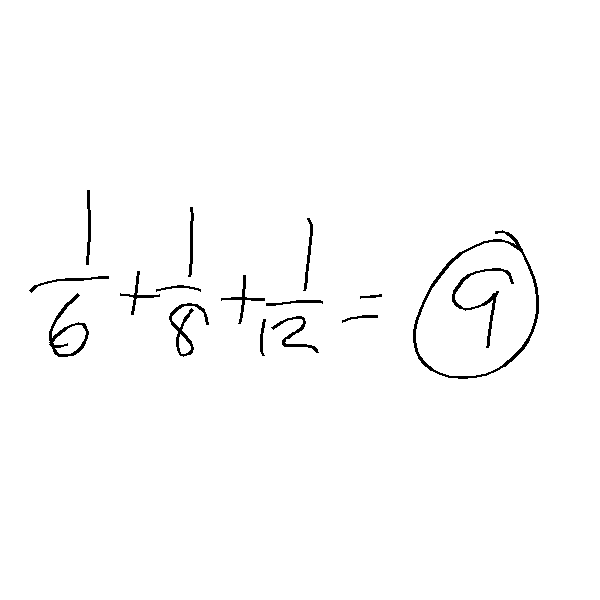 1/6 + 1/8 + 1/12 = 9